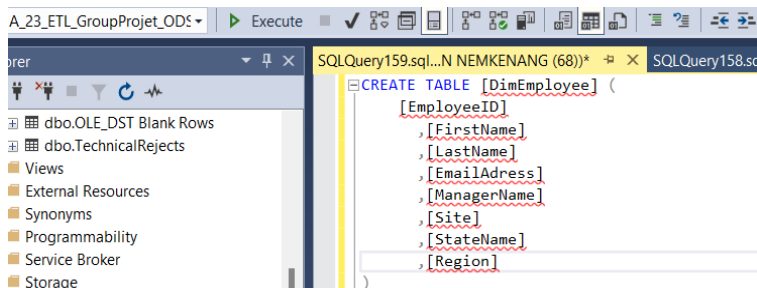 A_23_ETL_GroupProjet_ODS Execute
orer SQLQuery159.sql...N NEMKENANG (68))* SQLQuery158.sq
CREATE TABLE [DimEmployee] (
[EmployeeID]
,[FirstName]
,[LastName]
,[EmailAdress]
,[ManagerName]
,[Site]
,[StateName]
,[Region]
)
dbo.OLE_DST Blank Rows
dbo.TechnicalRejects
Views
External Resources
Synonyms
Programmability
Service Broker
Storage